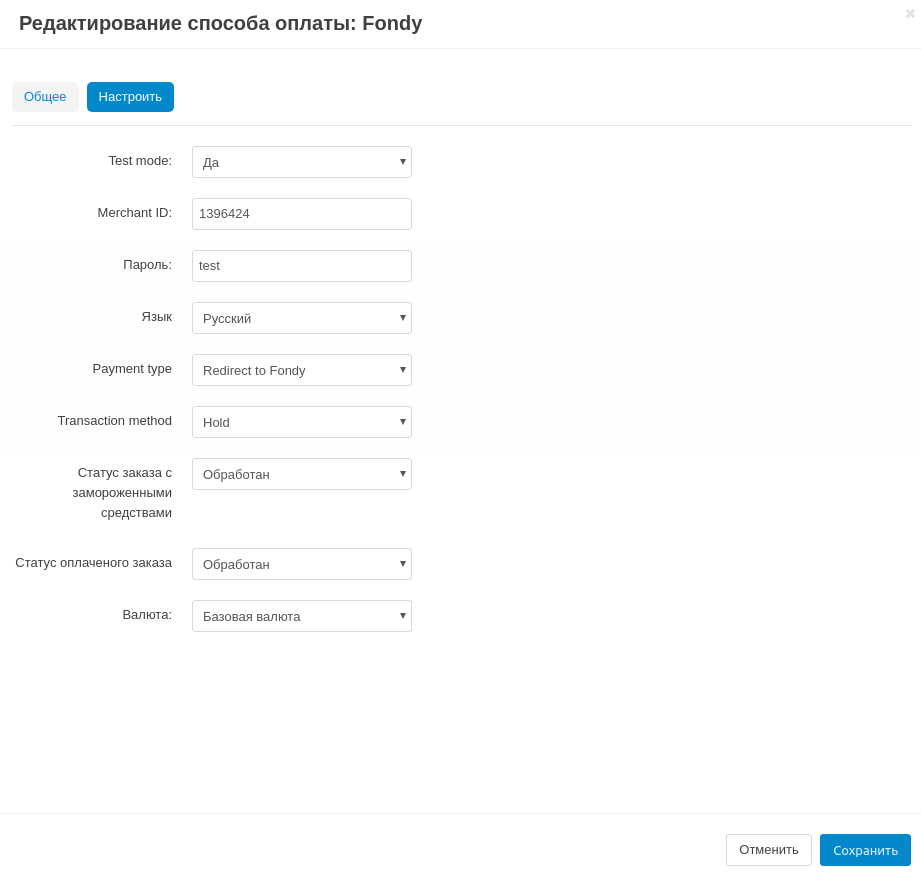 Редактирование способа оплаты: Fondy
Общее
Настроить
Test mode:
Да
Merchant ID:
1396424
Пароль:
test
Язык
Русский
Payment type
Redirect to Fondy
Transaction method
Hold
Статус заказа с
замороженными
средствами
Обработан
Статус оплаченого заказа
Обработан
Валюта:
Базовая валюта
Отменить
Сохранить